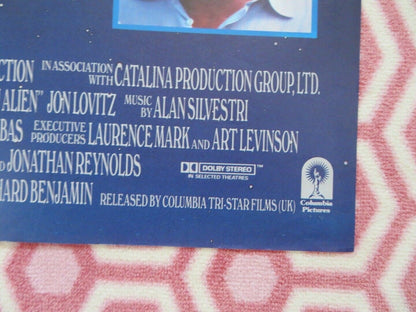 CTION IN ASSOCIATION WITH CATALINA PRODUCTION GROUP, LTD.
ALIEN" JON LOVITZ MUSIC BY ALAN SILVESTRI
BAS EXECUTIVE PRODUCERS LAURENCE MARK AND ART LEVINSON
D JONATHAN REYNOLDS
DOLBY STEREO ™
IN SELECTED THEATRES
HARD BENJAMIN RELEASED BY COLUMBIA TRI-STAR FILMS (UK)
Columbia
Pictures